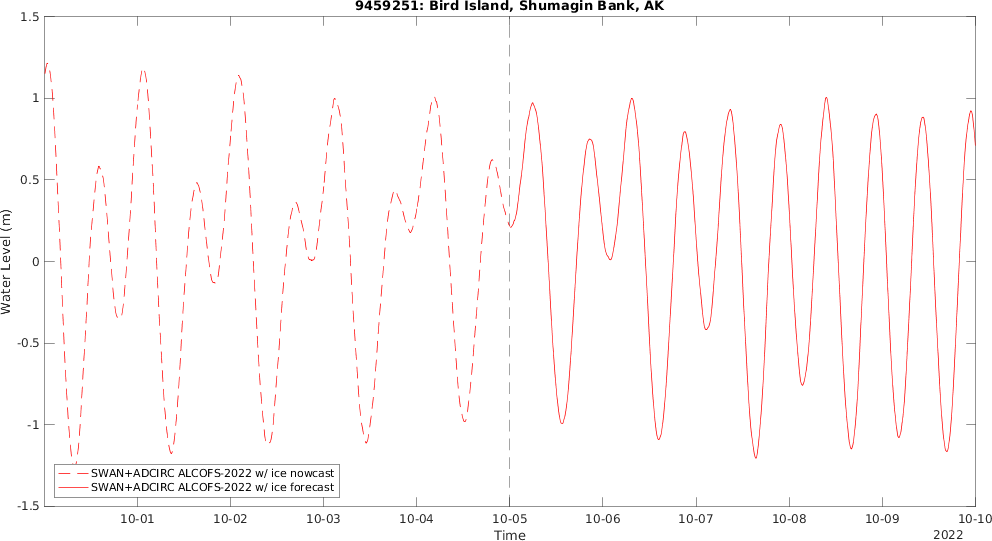 9459251: Bird Island, Shumagin Bank, AK
1.5
1
0.5
0
-0.5
-1
-1.5
Water Level (m)
SWAN+ADCIRC ALCOFS-2022 w/ ice nowcast
SWAN+ADCIRC ALCOFS-2022 w/ ice forecast
10-01 10-02 10-03 10-04 10-05 10-06 10-07 10-08 10-09 10-10
Time
2022